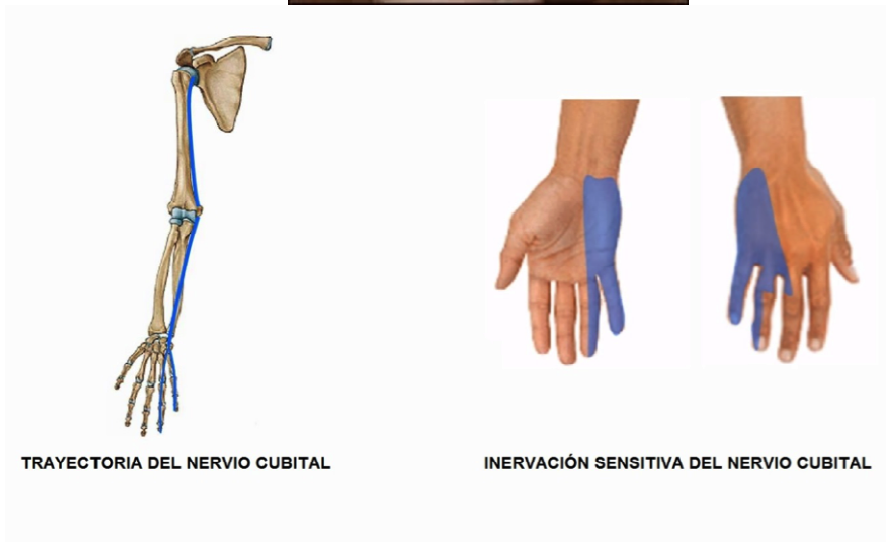 TRAYECTORIA DEL NERVIO CUBITAL
INERVACIÓN SENSITIVA DEL NERVIO CUBITAL